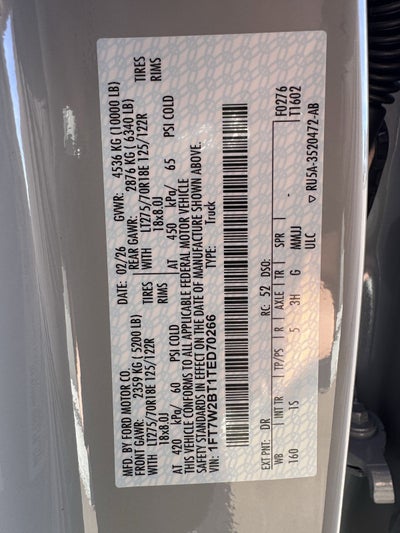 MFD. BY FORD MOTOR CO.
DATE: 02/26 GVWR: 4536 KG (10000 LB)
FRONT GAWR: 2359 KG ( 5200 LB) REAR GAWR: 2876 KG ( 6340 LB)
WITH LT275/70R18E 125/122R TIRES WITH LT275/70R18E 125/122R TIRES
18x8.0J RIMS 18x8.0J RIMS
AT 420 kPa/ 60 PSI COLD AT 450 kPa/ 65 PSI COLD
THIS VEHICLE CONFORMS TO ALL APPLICABLE FEDERAL MOTOR VEHICLE
SAFETY STANDARDS IN EFFECT ON THE DATE OF MANUFACTURE SHOWN ABOVE.
VIN: 1FT7W2BT1TED70266 TYPE: Truck
F0276
T1602
EXT PNT: DR RC: 52 DSO:
WB INT TR TP/PS R AXLE TR SPR
160 1S 5 3H G MMJJ
ULC
▽ RU5A-3520472-AB